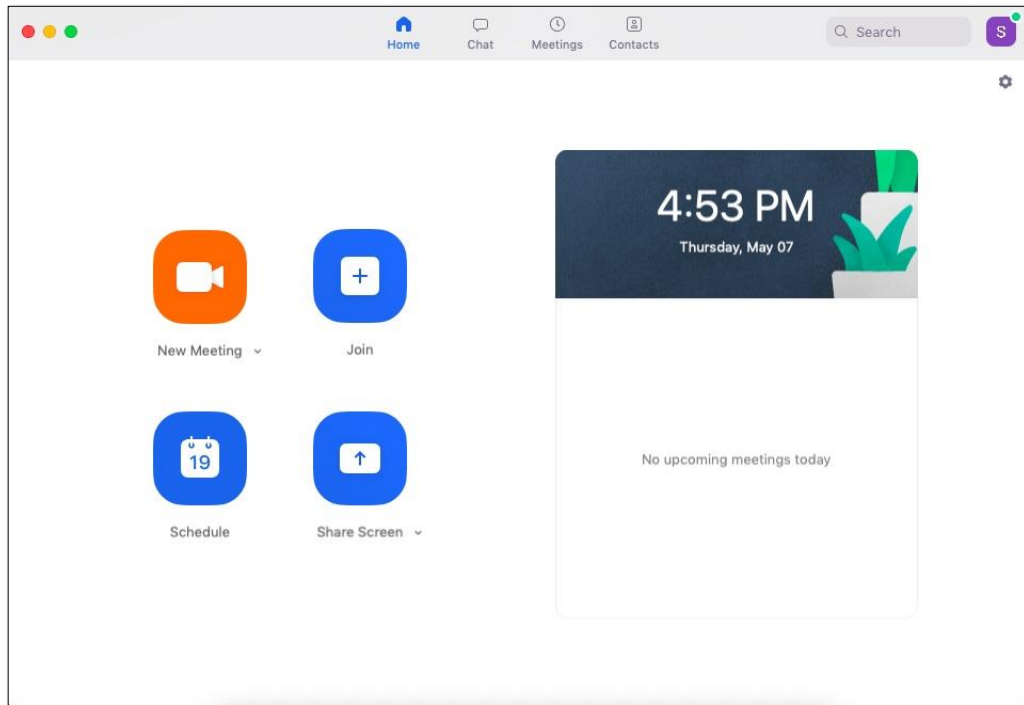 Home Chat Meetings Contacts Search S
4:53 PM
Thursday, May 07
New Meeting Join
19
Schedule Share Screen
No upcoming meetings today